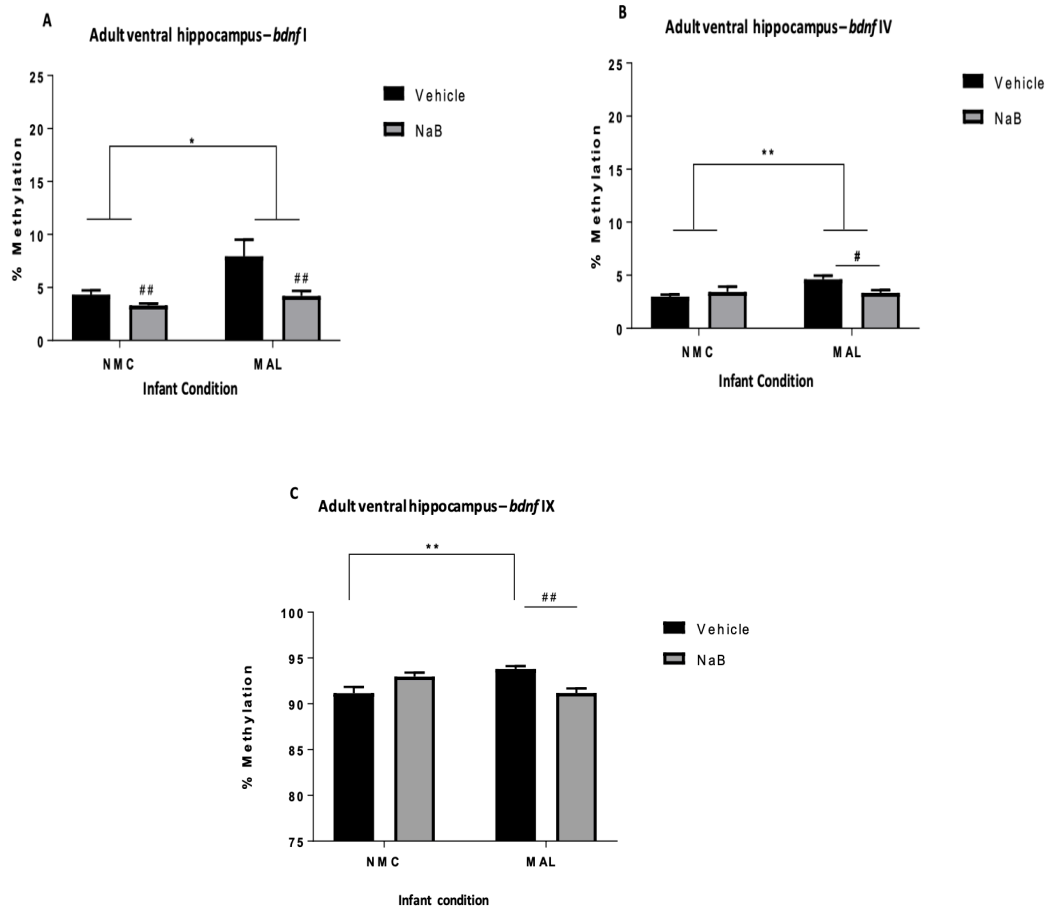 A
Adult ventral hippocampus – bdnf I
% Methylation
25
20
15
10
5
0
*
##
##
NMC
MAL
Infant Condition
Vehicle
NaB
B
Adult ventral hippocampus – bdnf IV
% Methylation
25
20
15
10
5
0
**
#
NMC
MAL
Infant Condition
Vehicle
NaB
C
Adult ventral hippocampus – bdnf IX
% Methylation
100
95
90
85
80
75
**
##
NMC
MAL
Infant condition
Vehicle
NaB